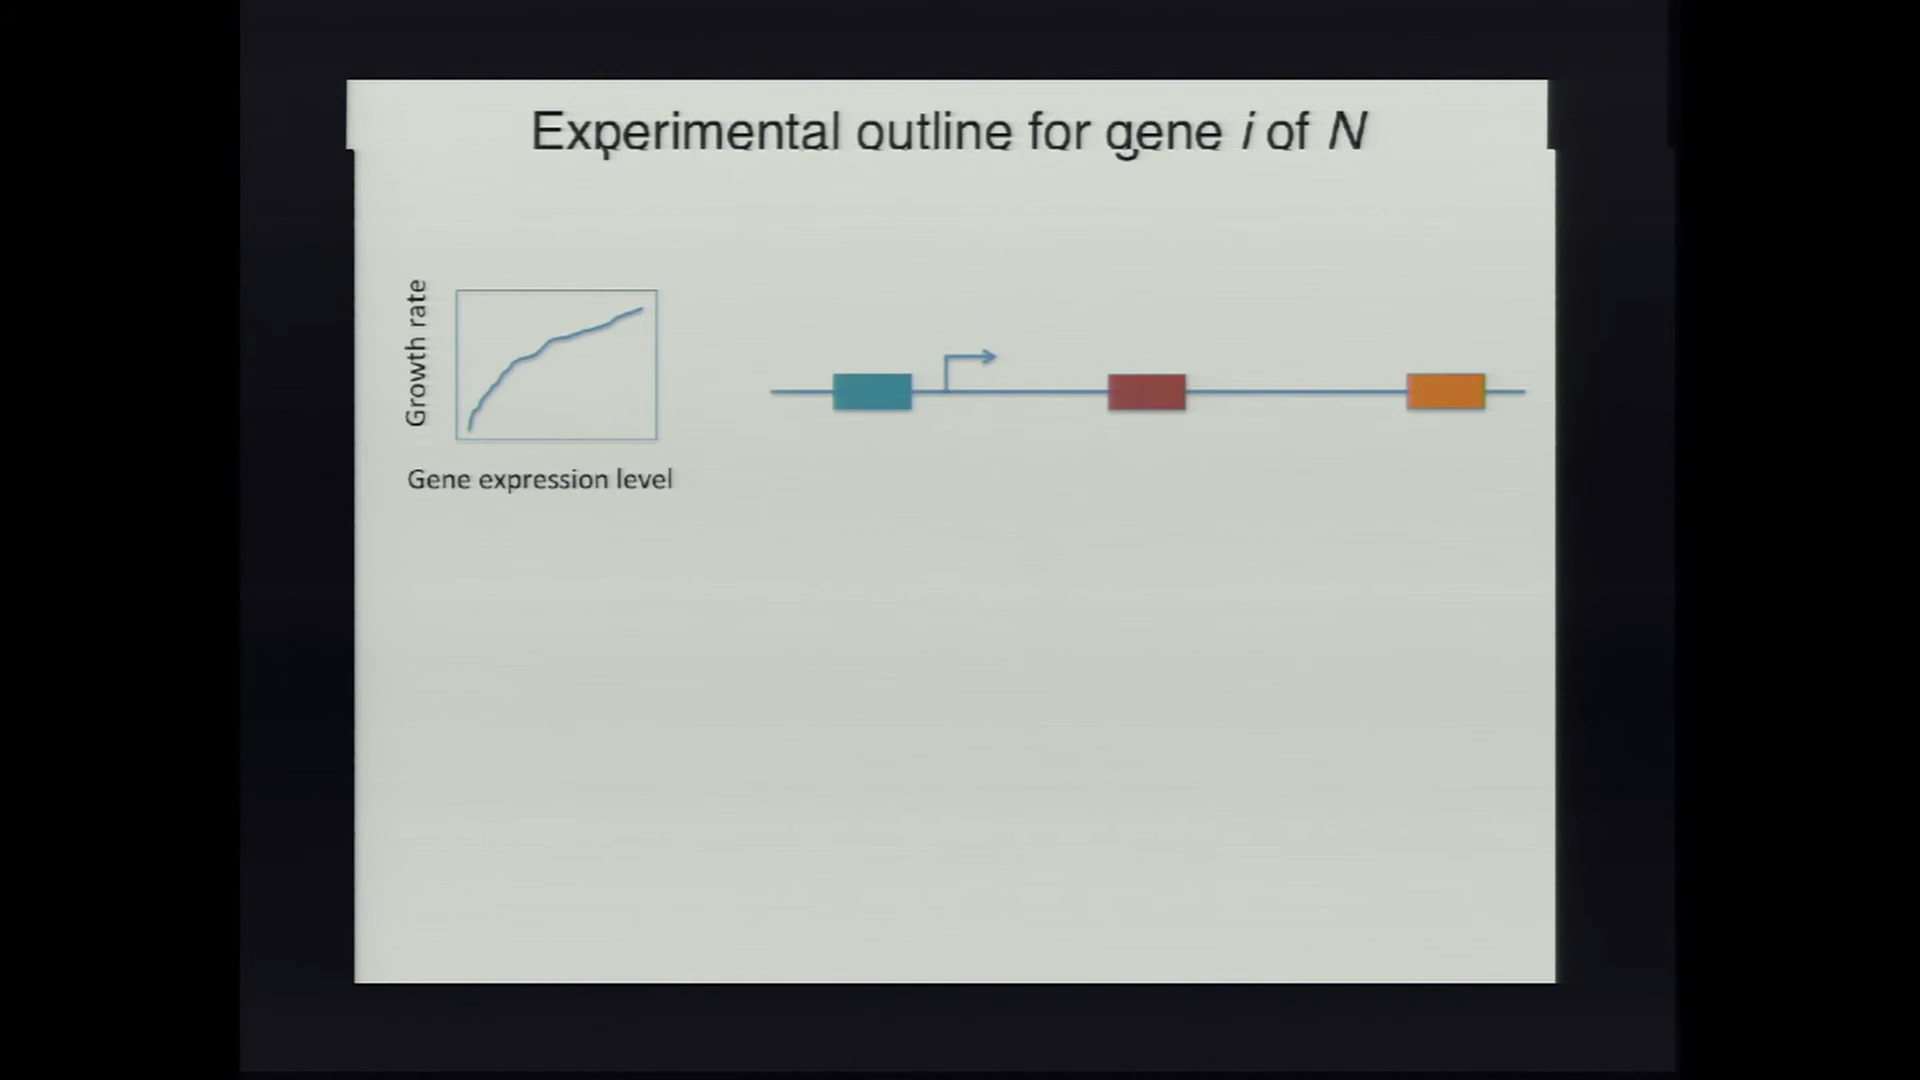 Experimental outline for gene i of N
Growth rate
Gene expression level